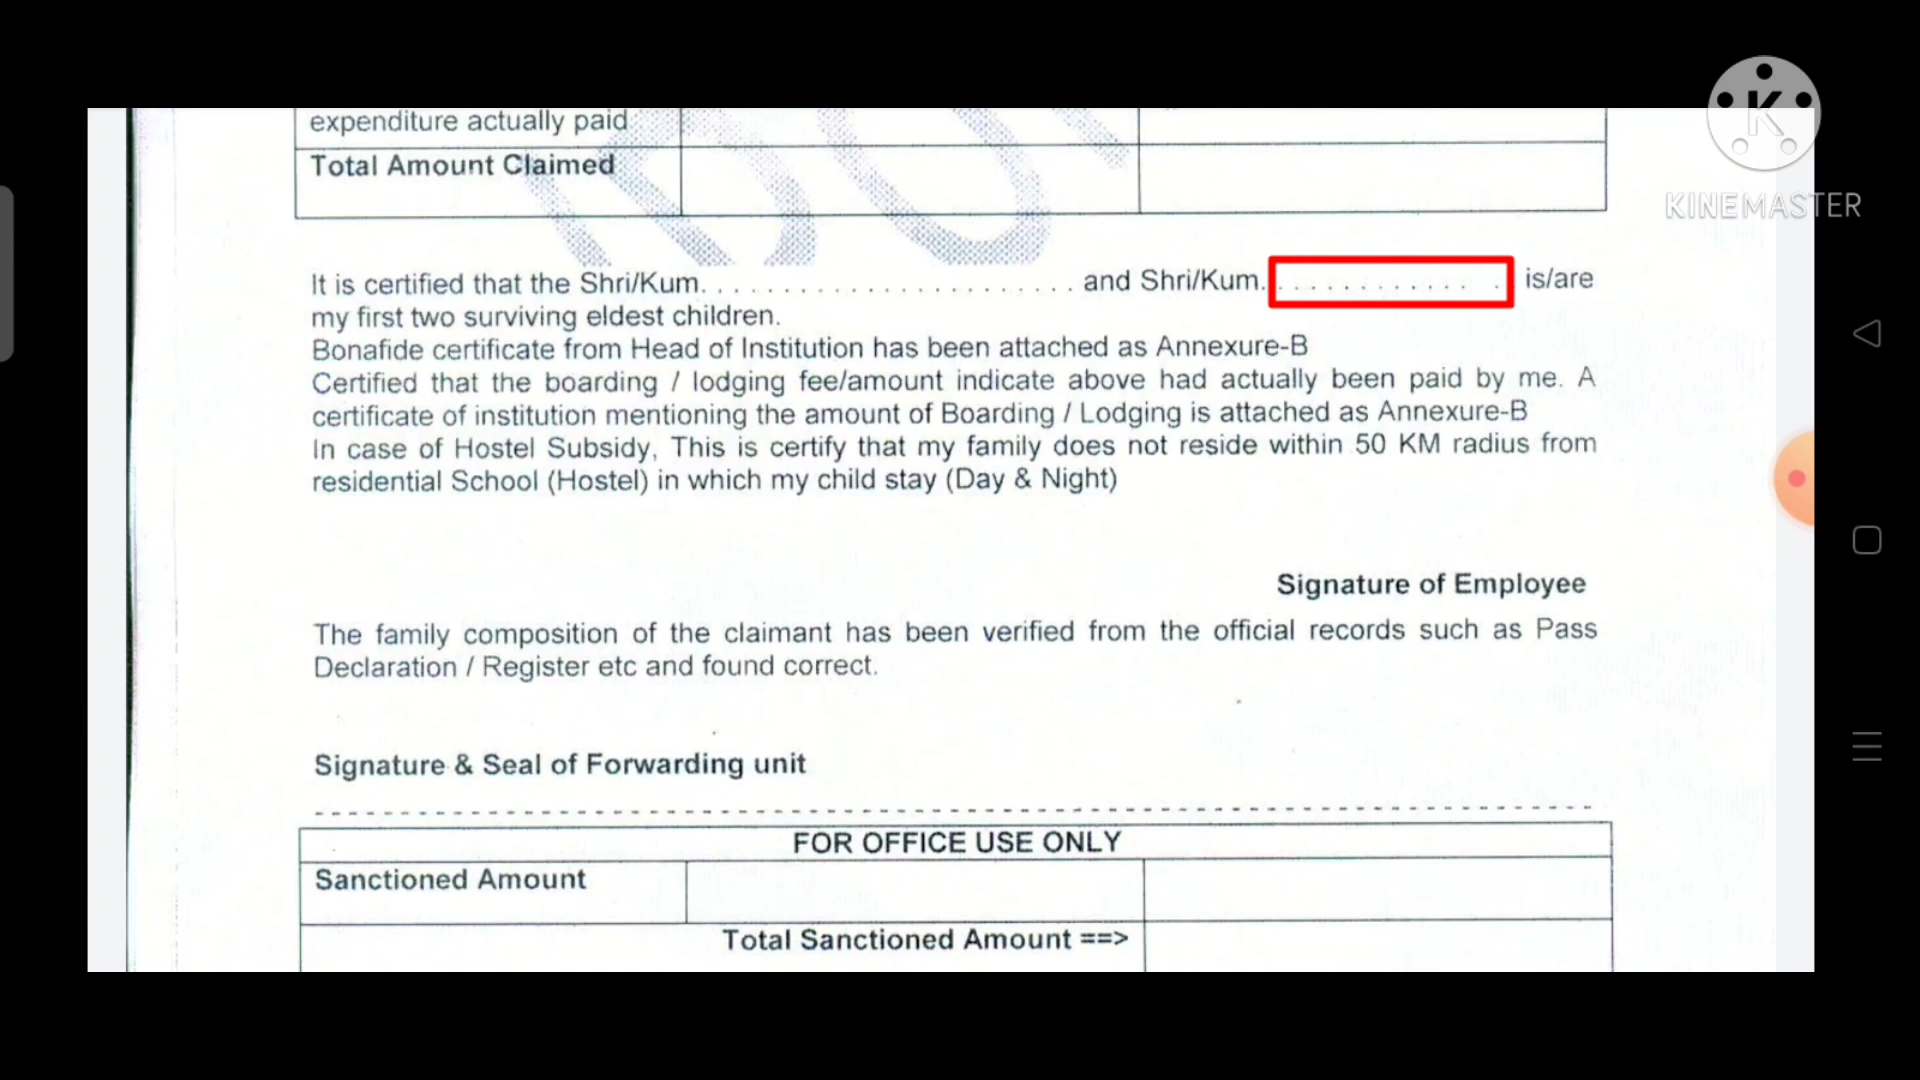 expenditure actually paid
Total Amount Claimed
KINEMASTER
It is certified that the Shri/Kum. . . . . . . . . . . . . . . . . . . . . . . . and Shri/Kum. . . . . . . . . . . . . . is/are
my first two surviving eldest children.
Bonafide certificate from Head of Institution has been attached as Annexure-B
Certified that the boarding / lodging fee/amount indicate above had actually been paid by me. A
certificate of institution mentioning the amount of Boarding / Lodging is attached as Annexure-B
In case of Hostel Subsidy, This is certify that my family does not reside within 50 KM radius from
residential School (Hostel) in which my child stay (Day & Night)
Signature of Employee
The family composition of the claimant has been verified from the official records such as Pass
Declaration / Register etc and found correct.
Signature & Seal of Forwarding unit
FOR OFFICE USE ONLY
Sanctioned Amount
Total Sanctioned Amount ==>